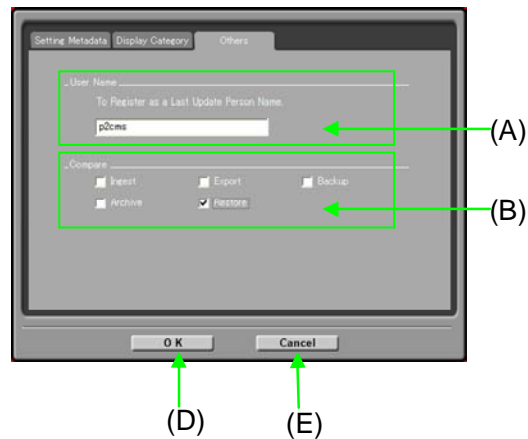 Setting Metadata Display Category Others
User Name
To Register as a Last Update Person Name.
p2cms
(A)
Compare
Ingest Export Backup
Archive Restore
(B)
O K Cancel
(D) (E)